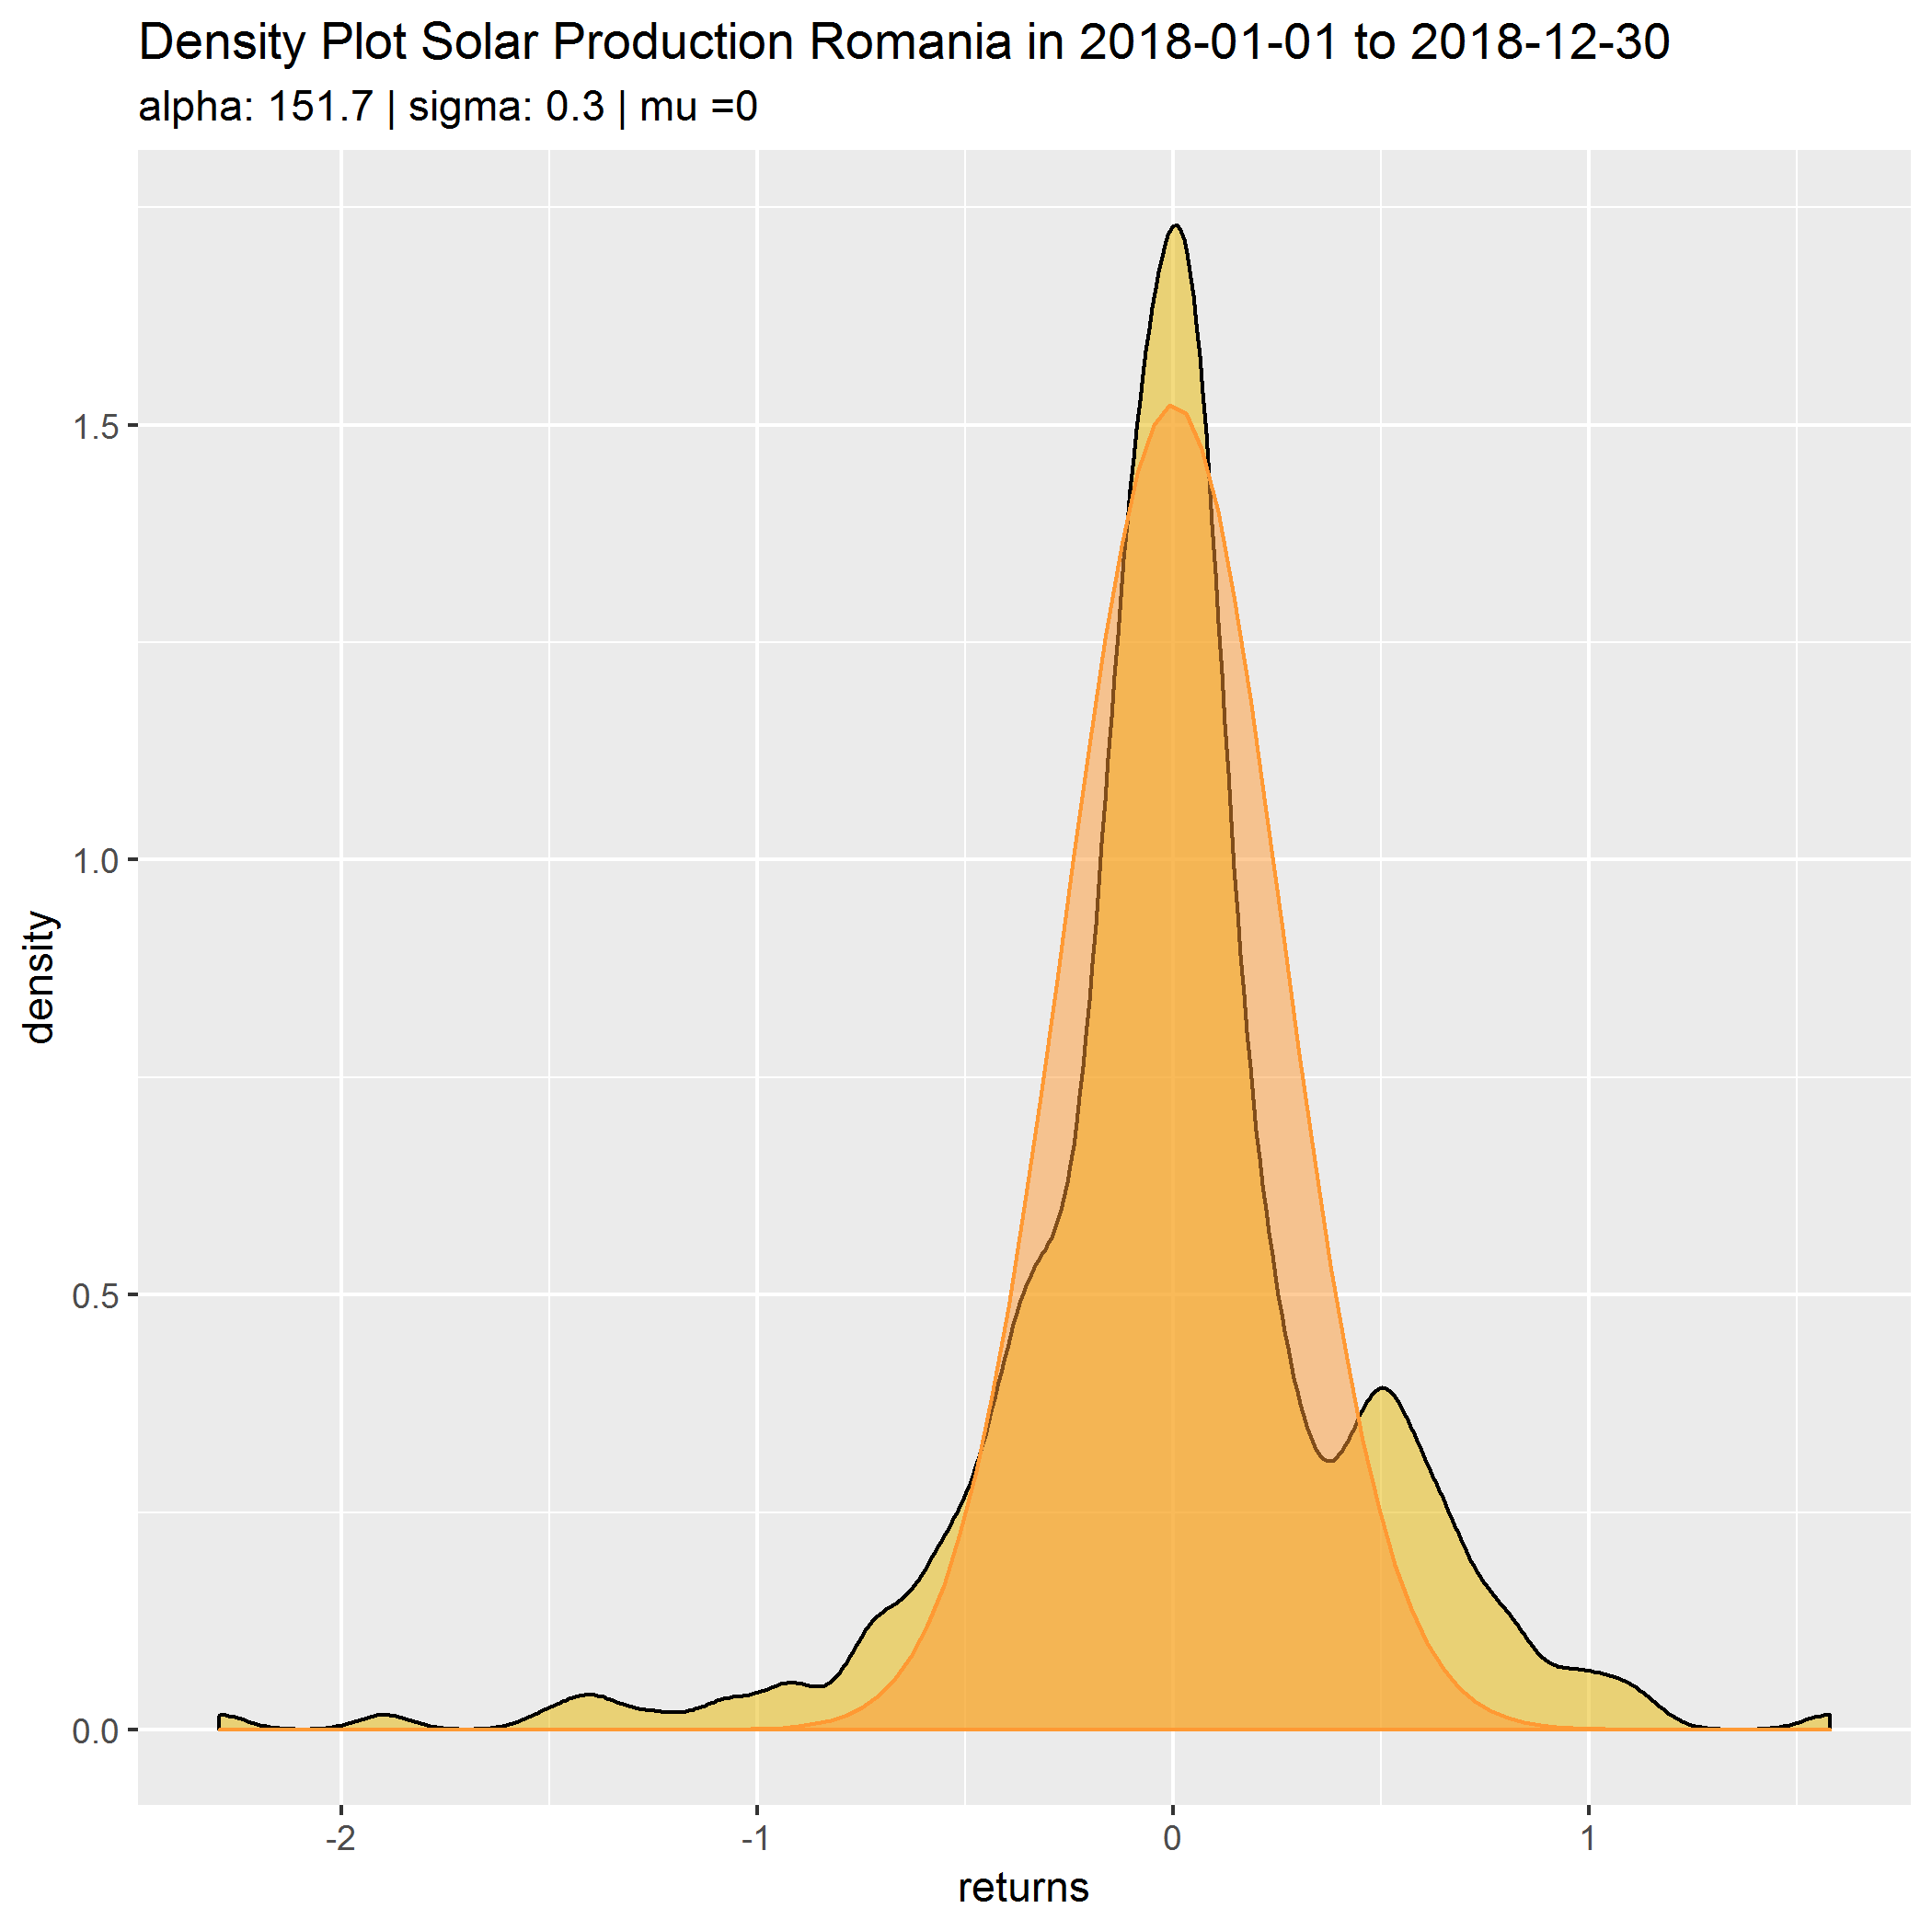 Density Plot Solar Production Romania in 2018-01-01 to 2018-12-30
alpha: 151.7 | sigma: 0.3 | mu =0
1.5
1.0
0.5
0.0
density
-2
-1
0
1
returns